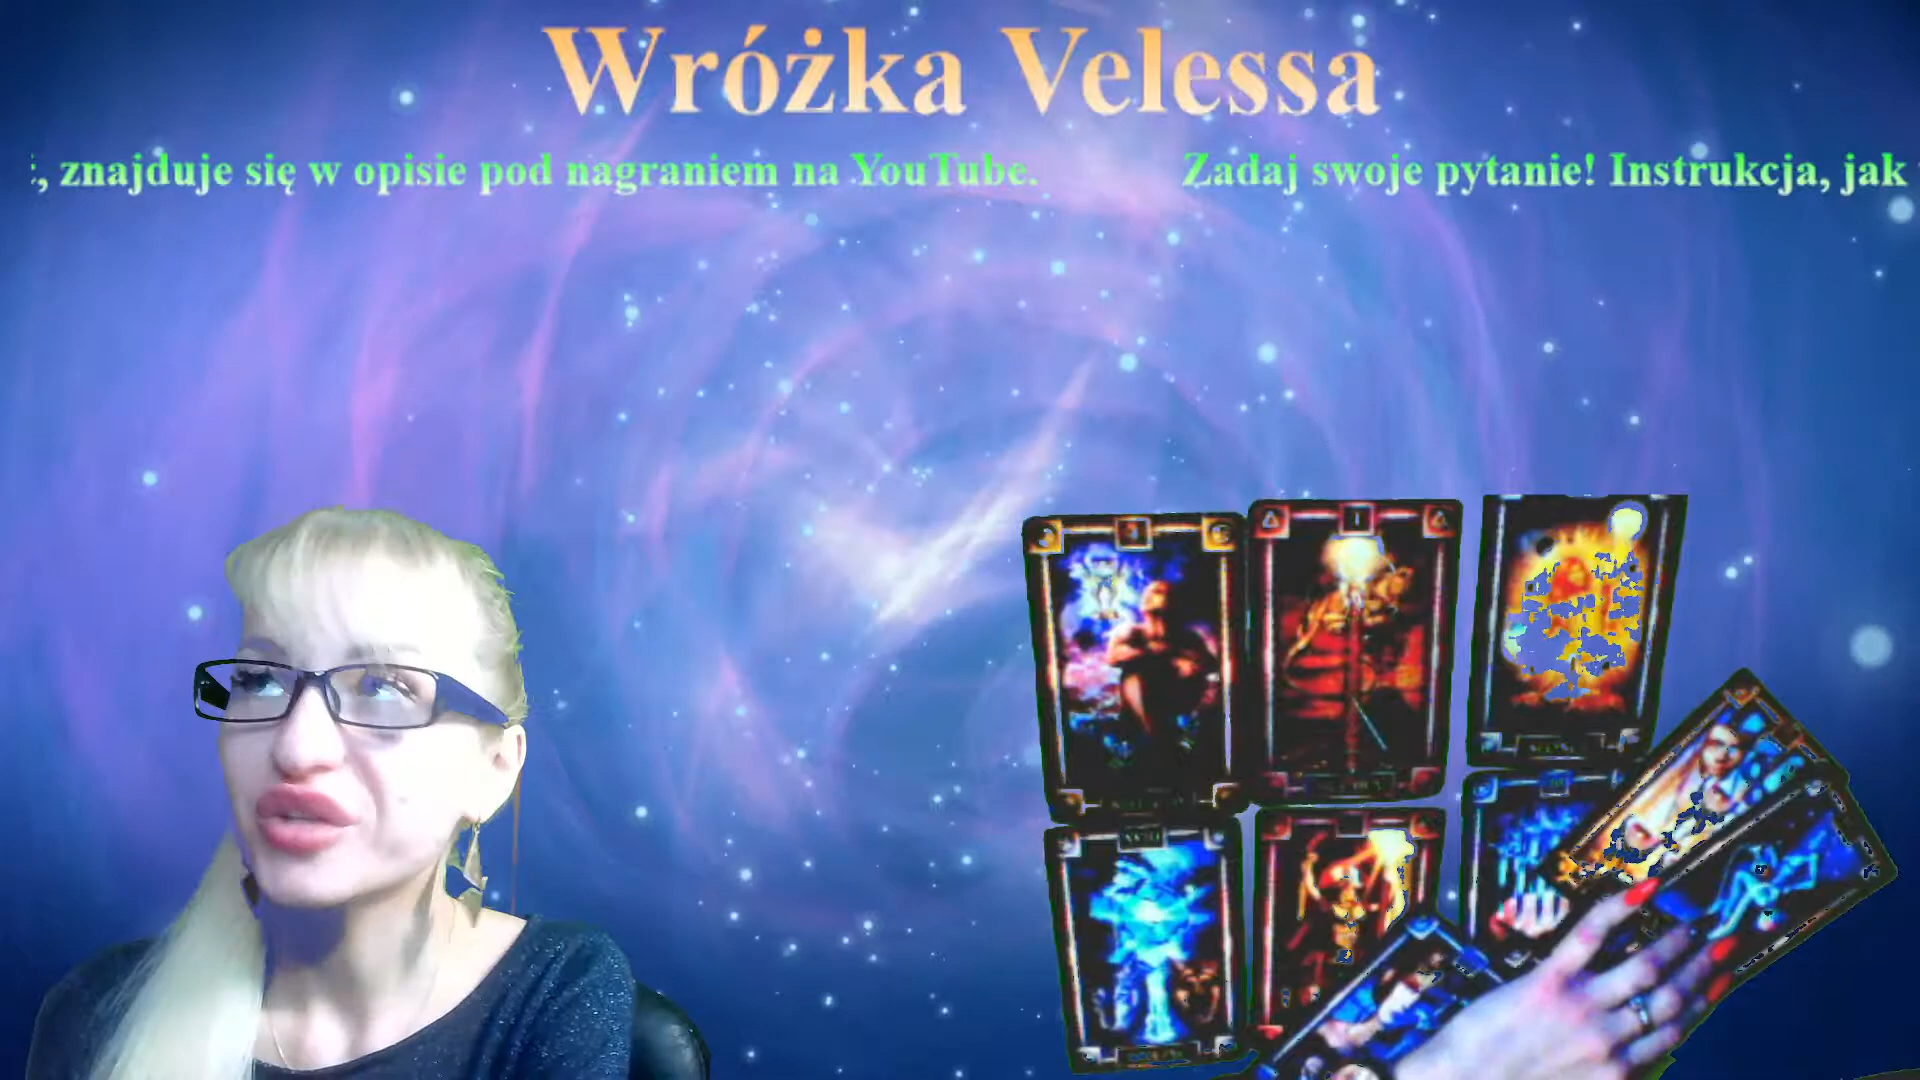 Wróżka Velessa
, znajduje się w opisie pod nagraniem na YouTube. Zadaj swoje pytanie! Instrukcja, jak